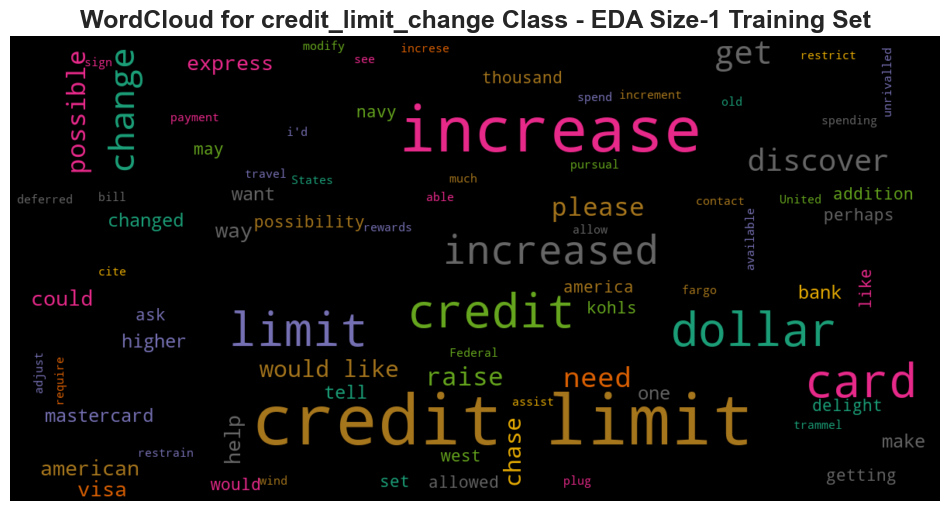 WordCloud for credit_limit_change Class - EDA Size-1 Training Set
modify
increse
see
sign
possible
change
express
get
restrict
unrivalled
thousand
spend
increment
old
payment
navy
i'd
increase
spending
may
pursual
discover
travel
States
much
deferred
bill
want
able
please
contact
United
addition
changed
way
possibility
rewards
allow
perhaps
increased
available
cite
could
america
fargo
bank
like
ask
limit
credit
kohls
dollar
higher
adjust
require
Federal
would like
raise
need
card
tell
one
mastercard
credit limit
assist
delight
trammel
help
chase
make
restrain
west
american
visa
would
wind
set
allowed
plug
getting